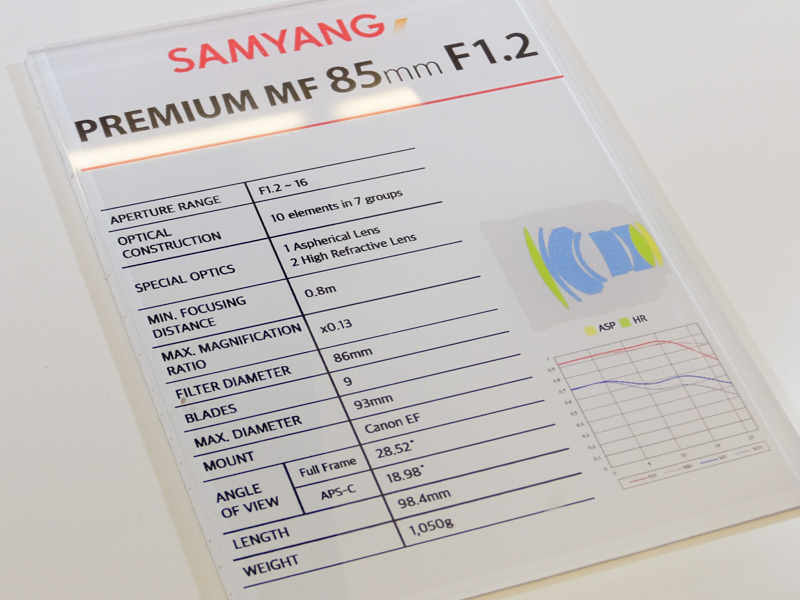 SAMYANG
PREMIUM MF 85mm F1.2
APERTURE RANGE F1.2 ~ 16
OPTICAL
CONSTRUCTION 10 elements in 7 groups
SPECIAL OPTICS 1 Aspherical Lens
2 High Refractive Lens
MIN. FOCUSING
DISTANCE 0.8m
MAX. MAGNIFICATION
RATIO x0.13
FILTER DIAMETER 86mm
BLADES 9
MAX. DIAMETER 93mm
MOUNT Canon EF
ANGLE
OF VIEW
Full Frame 28.52°
APS-C 18.98°
LENGTH 98.4mm
WEIGHT 1,050g
ASP HR